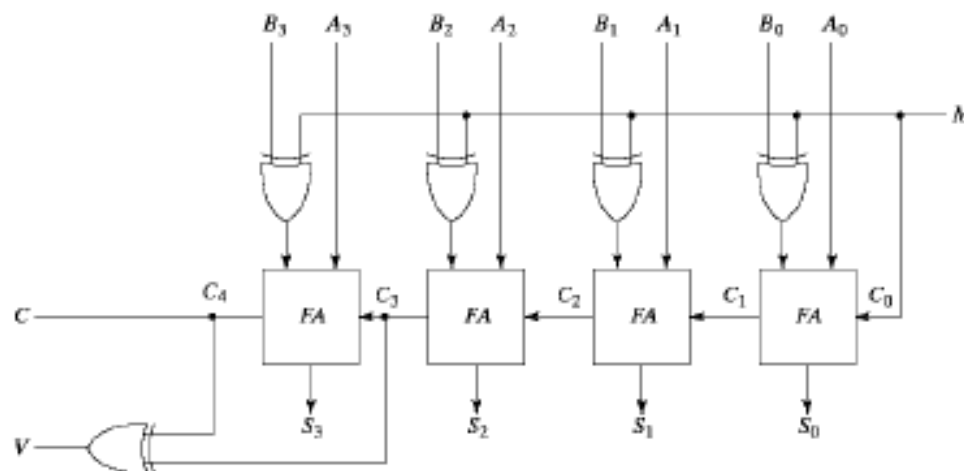 B₃ A₃ B₂ A₂ B₁ A₁ B₀ A₀
C₄ C₃ C₂ C₁ C₀
C FA FA FA FA
S₃ S₂ S₁ S₀
V